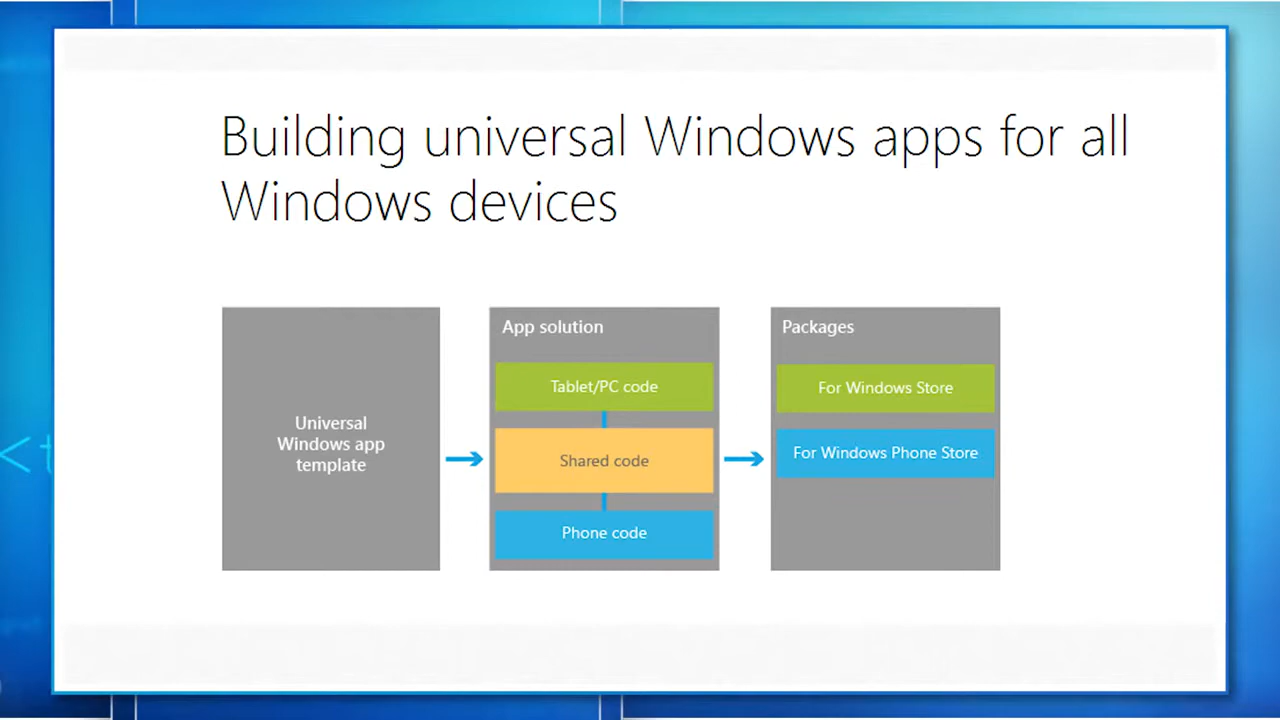 Building universal Windows apps for all
Windows devices
Universal
Windows app
template
App solution
Tablet/PC code
Shared code
Phone code
Packages
For Windows Store
For Windows Phone Store
<t